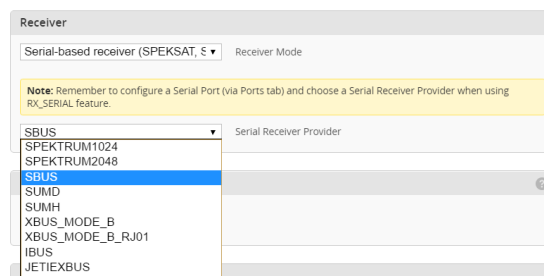 Receiver
Serial-based receiver (SPEKSAT, S
Receiver Mode
Note: Remember to configure a Serial Port (via Ports tab) and choose a Serial Receiver Provider when using
RX_SERIAL feature.
SBUS
Serial Receiver Provider
SPEKTRUM1024
SPEKTRUM2048
SBUS
SUMD
SUMH
XBUS_MODE_B
XBUS_MODE_B_RJ01
IBUS
JETIEXBUS